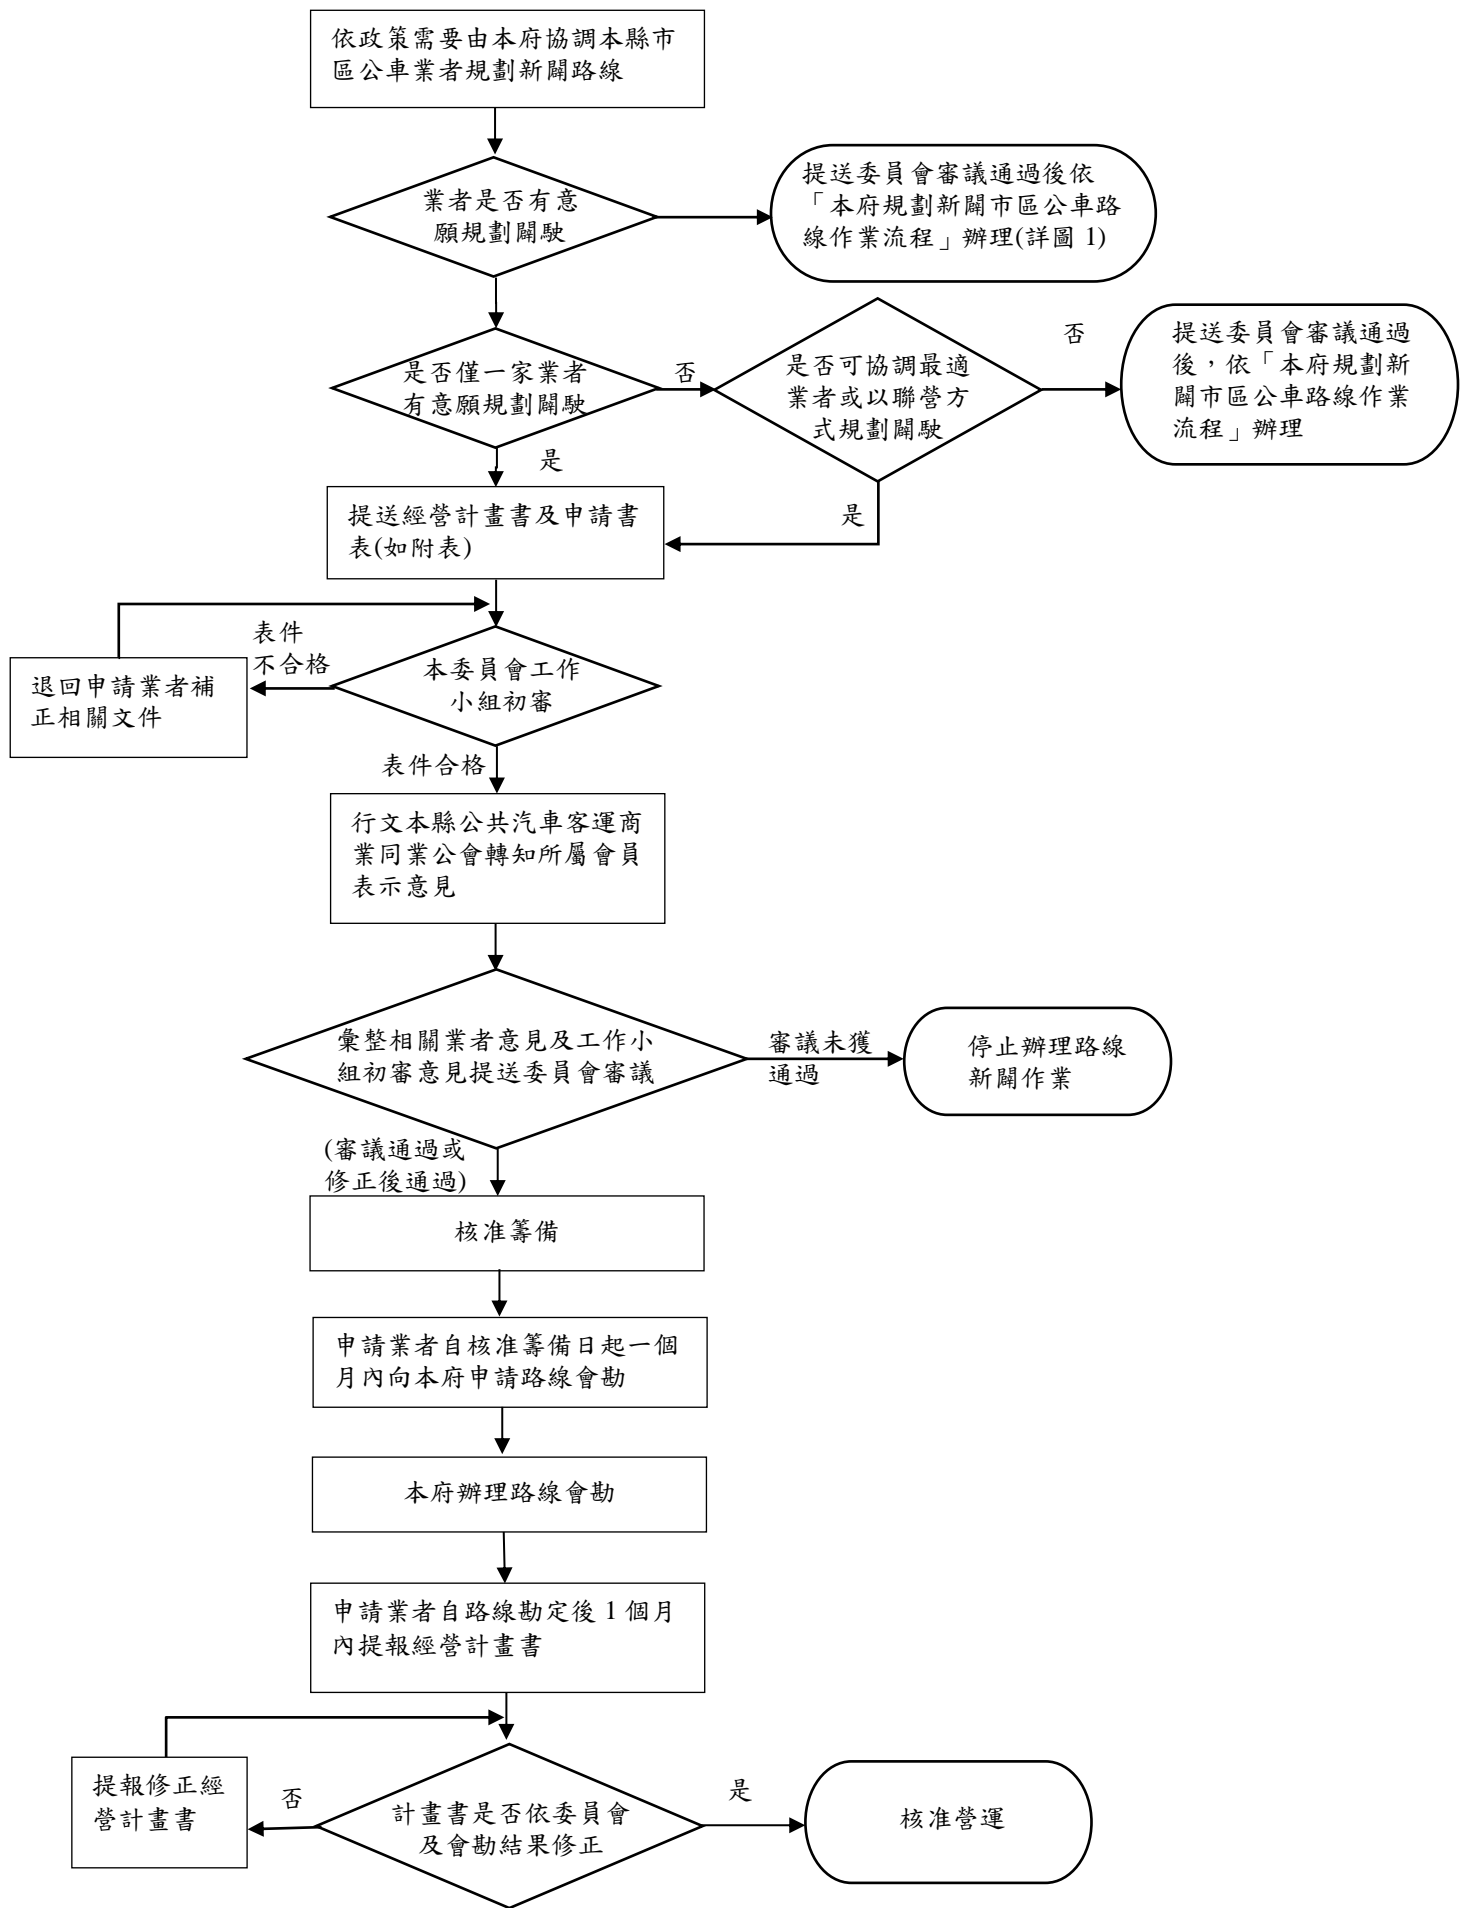 依政策需要由本府協調本縣市
區公車業者規劃新闢路線
業者是否有意
願規劃闢駛
提送委員會審議通過後依
「本府規劃新闢市區公車路
線作業流程」辦理(詳圖 1)
是否僅一家業者
有意願規劃闢駛
否
是否可協調最適
業者或以聯營方
式規劃闢駛
否
提送委員會審議通過
後，依「本府規劃新
闢市區公車路線作業
流程」辦理
是
是
提送經營計畫書及申請書
表(如附表)
表件
不合格
退回申請業者補
正相關文件
本委員會工作
小組初審
表件合格
行文本縣公共汽車客運商
業同業公會轉知所屬會員
表示意見
彙整相關業者意見及工作小
組初審意見提送委員會審議
審議未獲
通過
停止辦理路線
新闢作業
(審議通過或
修正後通過)
核准籌備
申請業者自核准籌備日起一個
月內向本府申請路線會勘
本府辦理路線會勘
申請業者自路線勘定後 1 個月
內提報經營計畫書
提報修正經
營計畫書
否
計畫書是否依委員會
及會勘結果修正
是
核准營運